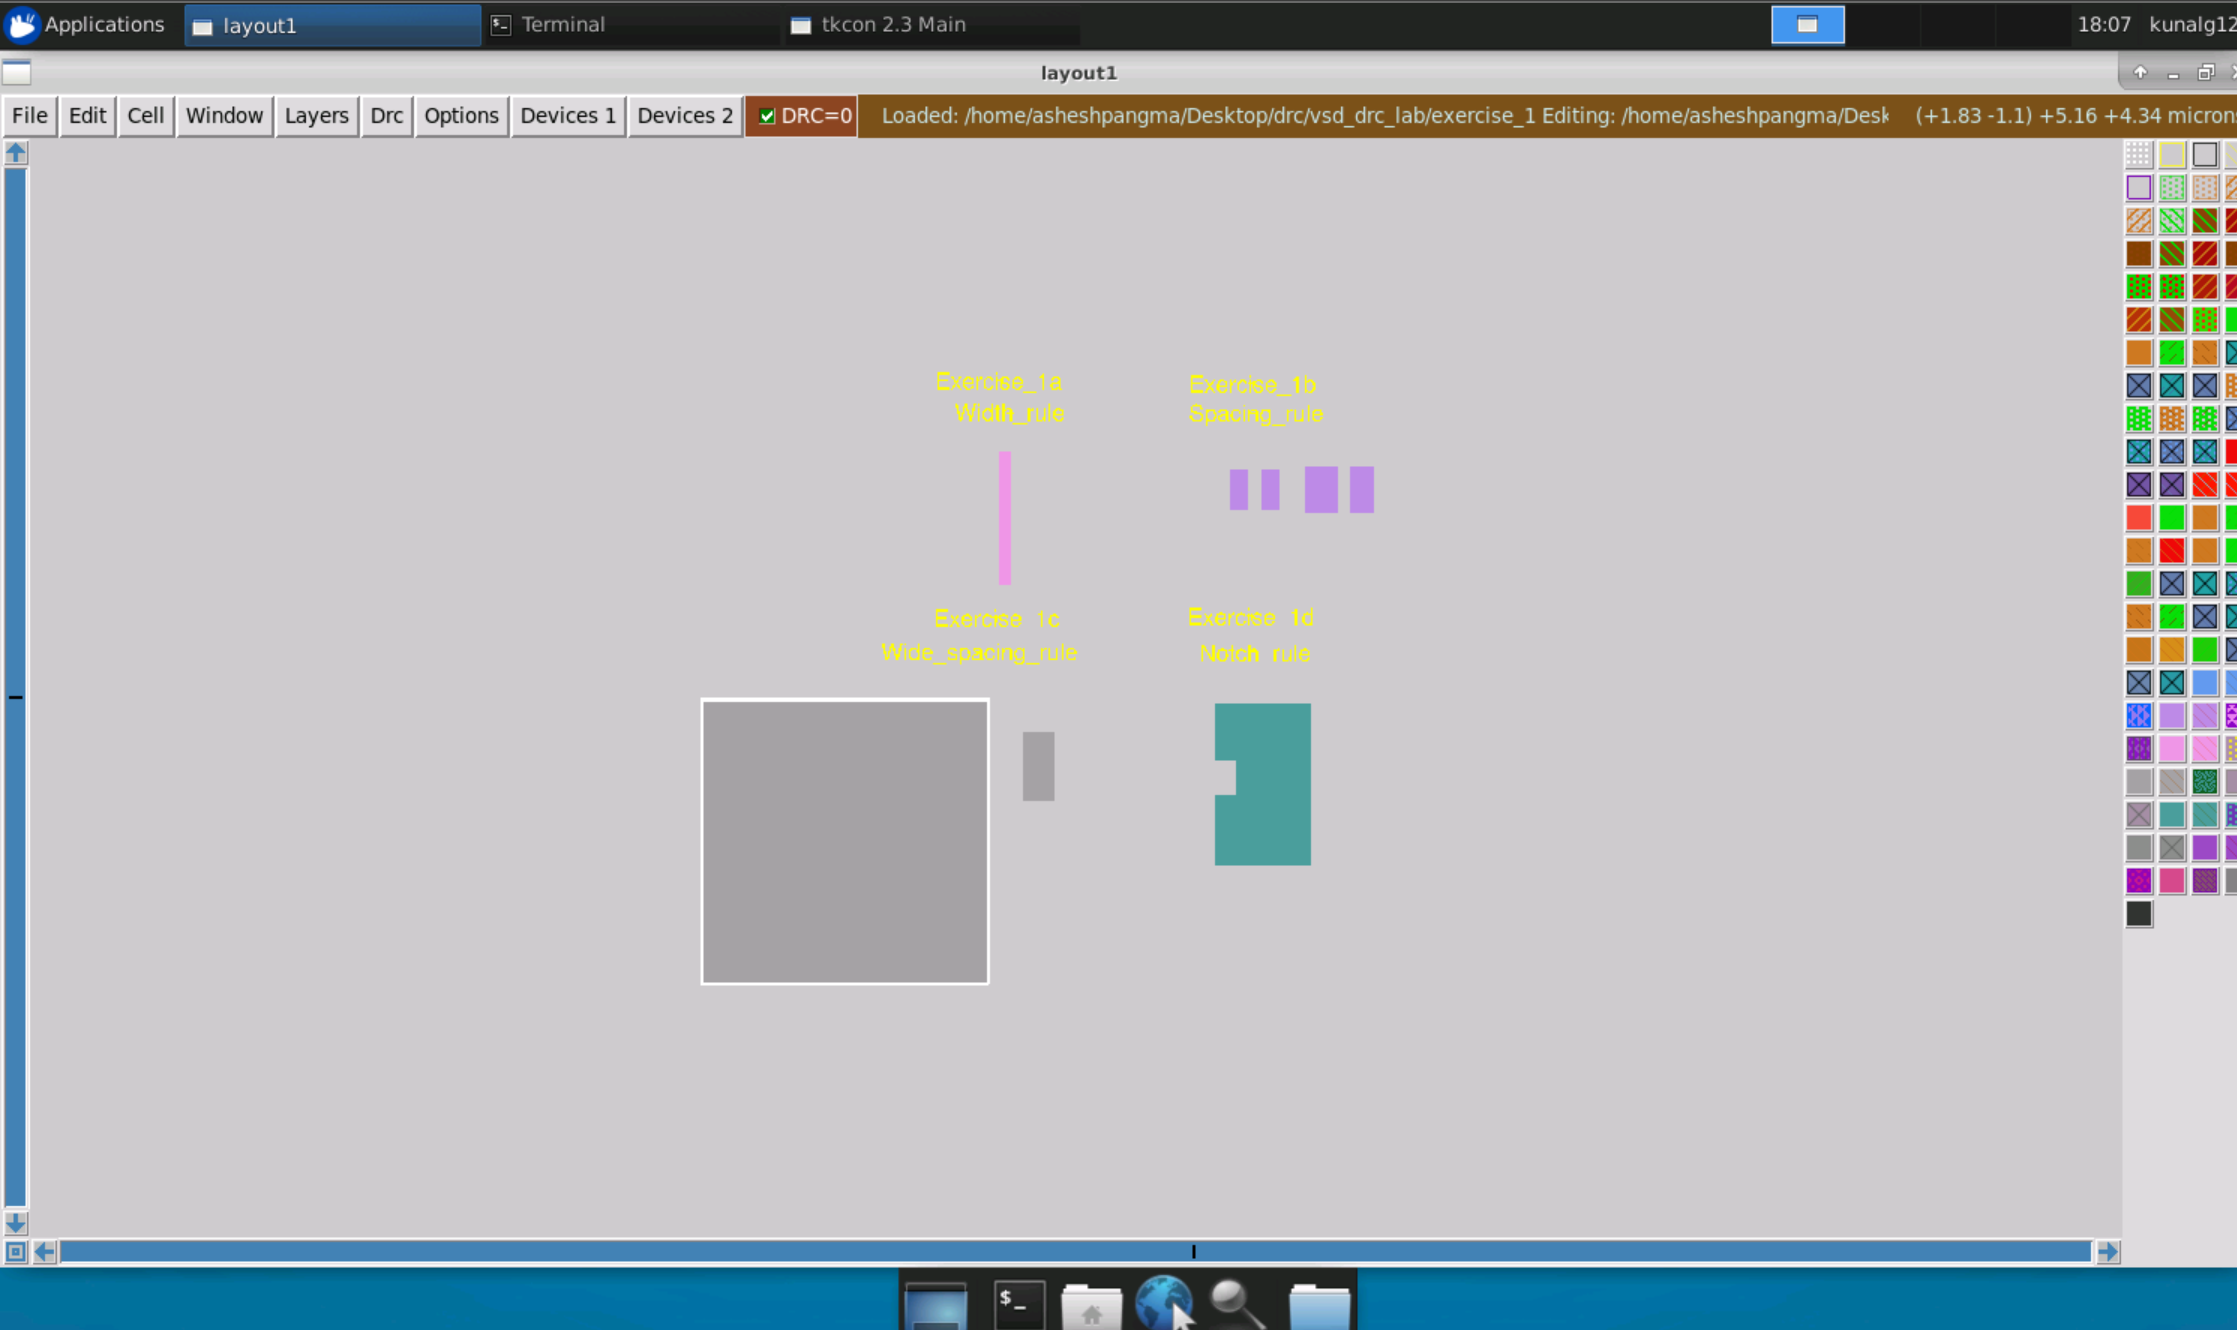 Applications layout1 Terminal tkcon 2.3 Main 18:07 kunalg12
layout1
File Edit Cell Window Layers Drc Options Devices 1 Devices 2 DRC=0 Loaded: /home/asheshpangma/Desktop/drc/vsd_drc_lab/exercise_1 Editing: /home/asheshpangma/Desk (+1.83 -1.1) +5.16 +4.34 microns
Exercise_1a
Width_rule
Exercise_1b
Spacing_rule
Exercise_1c
Wide_spacing_rule
Exercise_1d
Notch_rule
$_